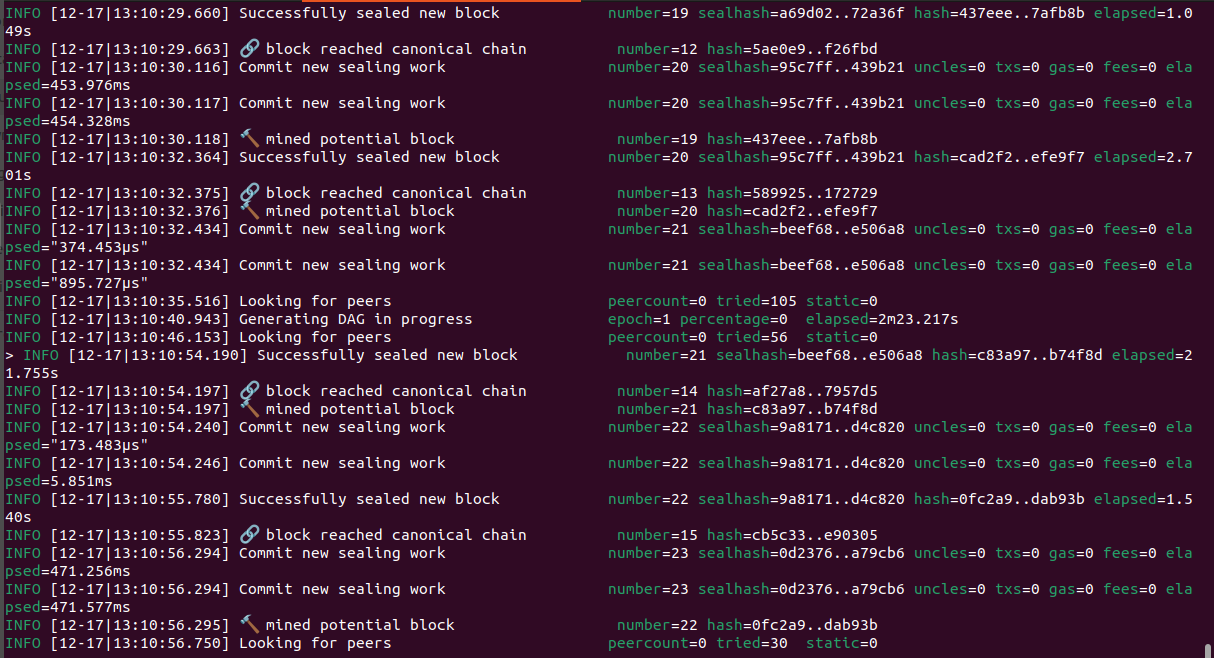 INFO [12-17|13:10:29.660] Successfully sealed new block number=19 sealhash=a69d02..72a36f hash=437eee..7afb8b elapsed=1.0
49s
INFO [12-17|13:10:29.663] 🔗 block reached canonical chain number=12 hash=5ae0e9..f26fbd
INFO [12-17|13:10:30.116] Commit new sealing work number=20 sealhash=95c7ff..439b21 uncles=0 txs=0 gas=0 fees=0 ela
psed=453.976ms
INFO [12-17|13:10:30.117] Commit new sealing work number=20 sealhash=95c7ff..439b21 uncles=0 txs=0 gas=0 fees=0 ela
psed=454.328ms
INFO [12-17|13:10:30.118] 🔨 mined potential block number=19 hash=437eee..7afb8b
INFO [12-17|13:10:32.364] Successfully sealed new block number=20 sealhash=95c7ff..439b21 hash=cad2f2..efe9f7 elapsed=2.7
01s
INFO [12-17|13:10:32.375] 🔗 block reached canonical chain number=13 hash=589925..172729
INFO [12-17|13:10:32.376] 🔨 mined potential block number=20 hash=cad2f2..efe9f7
INFO [12-17|13:10:32.434] Commit new sealing work number=21 sealhash=beef68..e506a8 uncles=0 txs=0 gas=0 fees=0 ela
psed="374.453µs"
INFO [12-17|13:10:32.434] Commit new sealing work number=21 sealhash=beef68..e506a8 uncles=0 txs=0 gas=0 fees=0 ela
psed="895.727µs"
INFO [12-17|13:10:35.516] Looking for peers peercount=0 tried=105 static=0
INFO [12-17|13:10:40.943] Generating DAG in progress epoch=1 percentage=0 elapsed=2m23.217s
INFO [12-17|13:10:46.153] Looking for peers peercount=0 tried=56 static=0
> INFO [12-17|13:10:54.190] Successfully sealed new block number=21 sealhash=beef68..e506a8 hash=c83a97..b74f8d elapsed=2
1.755s
INFO [12-17|13:10:54.197] 🔗 block reached canonical chain number=14 hash=af27a8..7957d5
INFO [12-17|13:10:54.197] 🔨 mined potential block number=21 hash=c83a97..b74f8d
INFO [12-17|13:10:54.240] Commit new sealing work number=22 sealhash=9a8171..d4c820 uncles=0 txs=0 gas=0 fees=0 ela
psed="173.483µs"
INFO [12-17|13:10:54.246] Commit new sealing work number=22 sealhash=9a8171..d4c820 uncles=0 txs=0 gas=0 fees=0 ela
psed=5.851ms
INFO [12-17|13:10:55.780] Successfully sealed new block number=22 sealhash=9a8171..d4c820 hash=0fc2a9..dab93b elapsed=1.5
40s
INFO [12-17|13:10:55.823] 🔗 block reached canonical chain number=15 hash=cb5c33..e90305
INFO [12-17|13:10:56.294] Commit new sealing work number=23 sealhash=0d2376..a79cb6 uncles=0 txs=0 gas=0 fees=0 ela
psed=471.256ms
INFO [12-17|13:10:56.294] Commit new sealing work number=23 sealhash=0d2376..a79cb6 uncles=0 txs=0 gas=0 fees=0 ela
psed=471.577ms
INFO [12-17|13:10:56.295] 🔨 mined potential block number=22 hash=0fc2a9..dab93b
INFO [12-17|13:10:56.750] Looking for peers peercount=0 tried=30 static=0